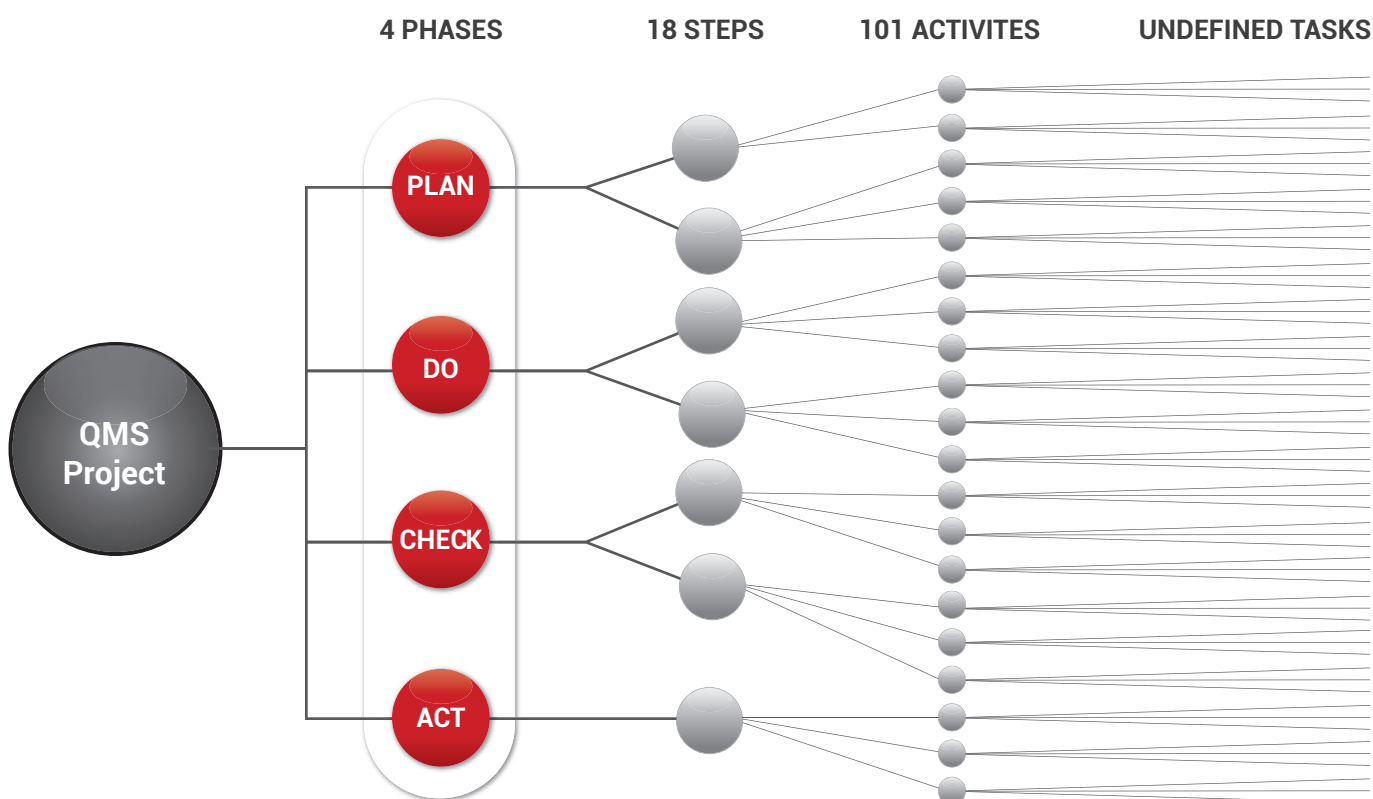 4 PHASES
18 STEPS
101 ACTIVITES
UNDEFINED TASKS
QMS
Project
PLAN
DO
CHECK
ACT